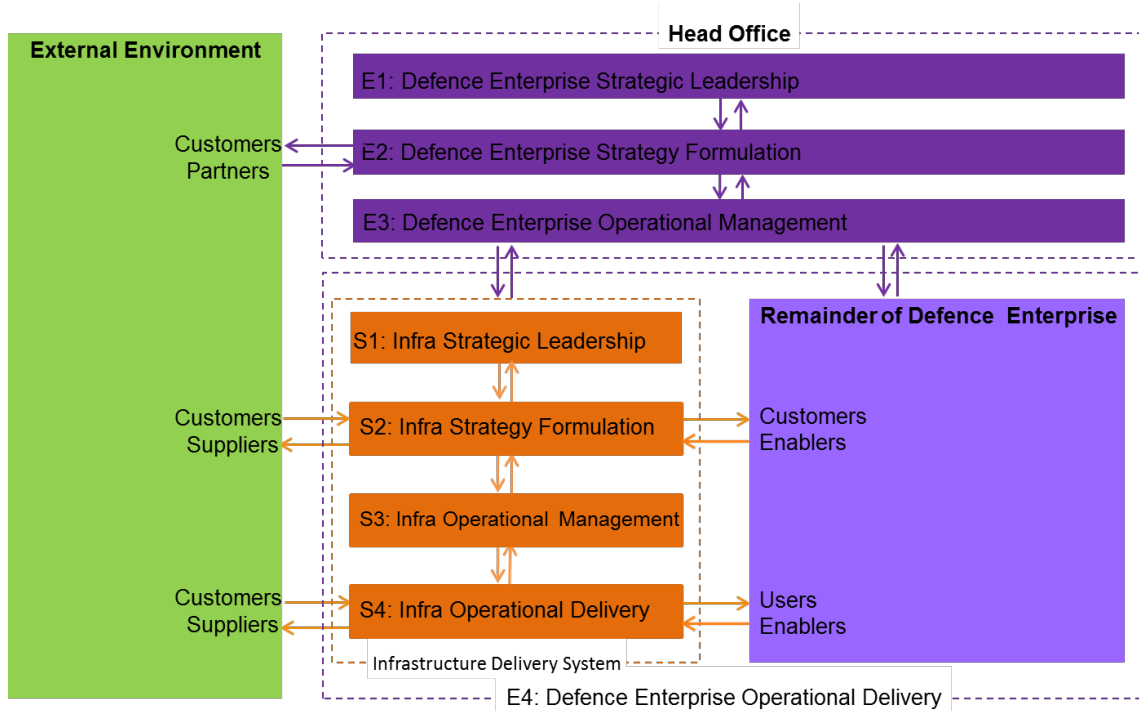 Head Office
External Environment
E1: Defence Enterprise Strategic Leadership
Customers
Partners
E2: Defence Enterprise Strategy Formulation
E3: Defence Enterprise Operational Management
Remainder of Defence Enterprise
S1: Infra Strategic Leadership
Customers
Suppliers
S2: Infra Strategy Formulation
Customers
Enablers
S3: Infra Operational Management
Customers
Suppliers
S4: Infra Operational Delivery
Users
Enablers
Infrastructure Delivery System
E4: Defence Enterprise Operational Delivery